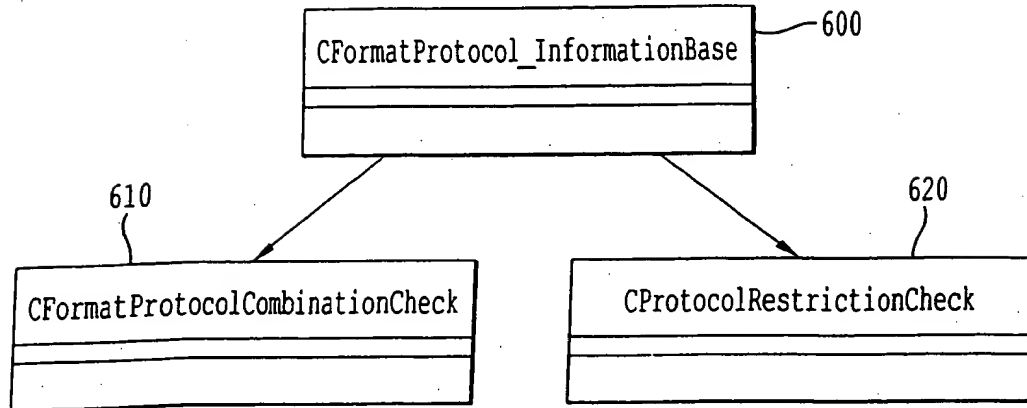 600
CFormatProtocol_InformationBase
610
620
CFormatProtocolCombinationCheck
CProtocolRestrictionCheck